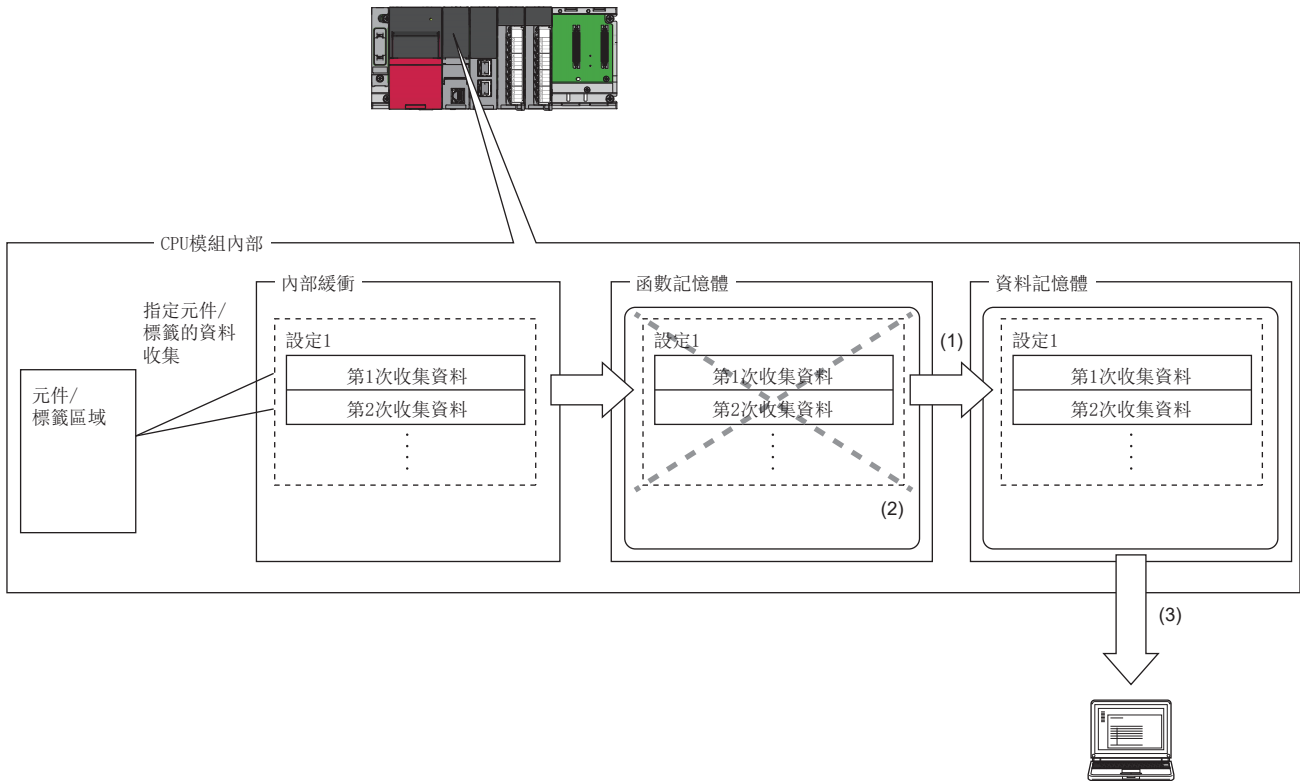 CPU模組內部
指定元件/
標籤的資料
收集
元件/
標籤區域
內部緩衝
設定1
第1次收集資料
第2次收集資料
函數記憶體
設定1
第1次收集資料
第2次收集資料
(2)
(1)
資料記憶體
設定1
第1次收集資料
第2次收集資料
(3)